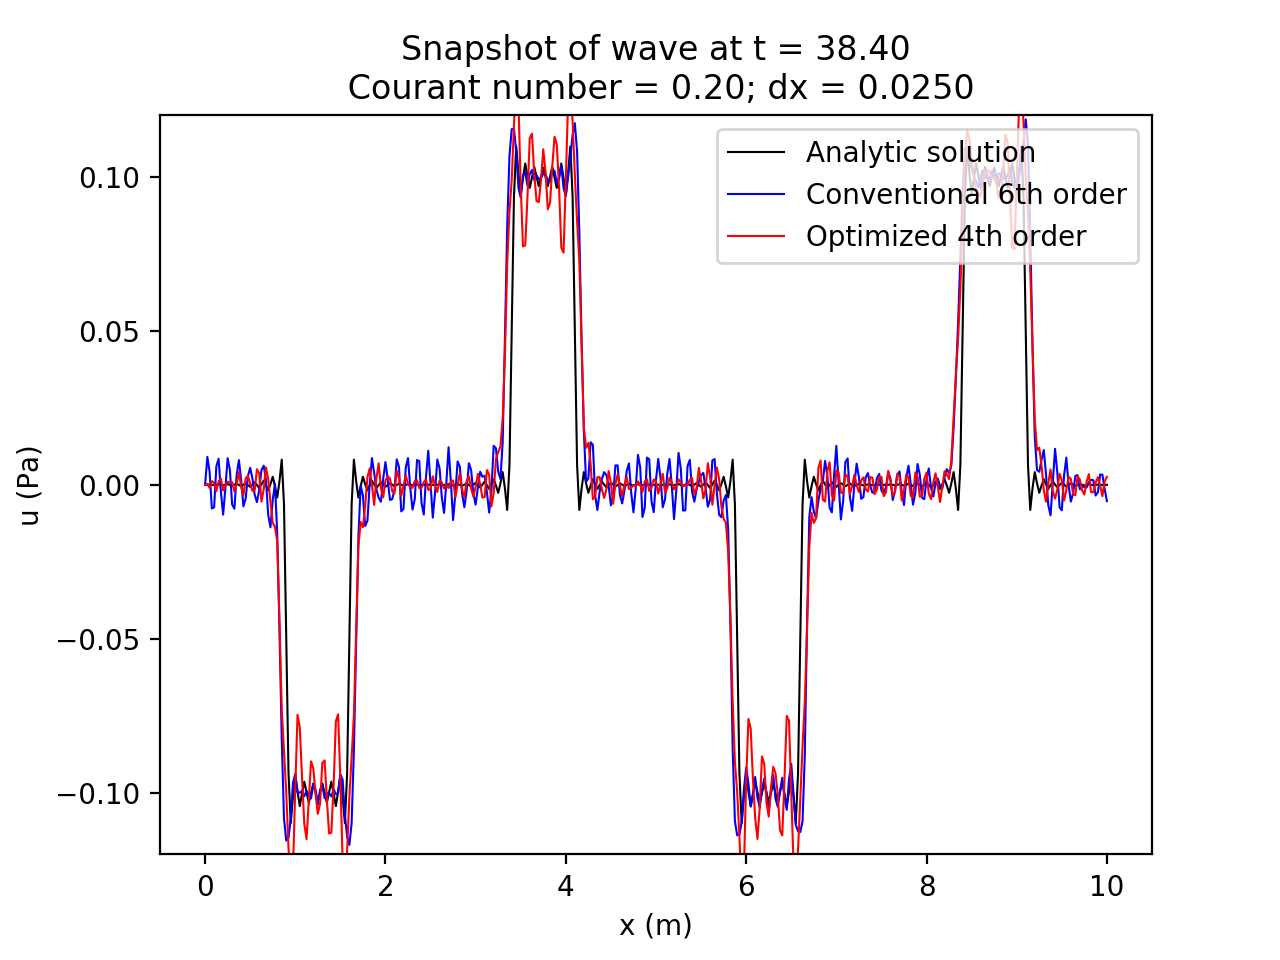 Snapshot of wave at t = 38.40
Courant number = 0.20; dx = 0.0250
Analytic solution
Conventional 6th order
Optimized 4th order
0.10
0.05
0.00
−0.05
−0.10
u (Pa)
0 2 4 6 8 10
x (m)